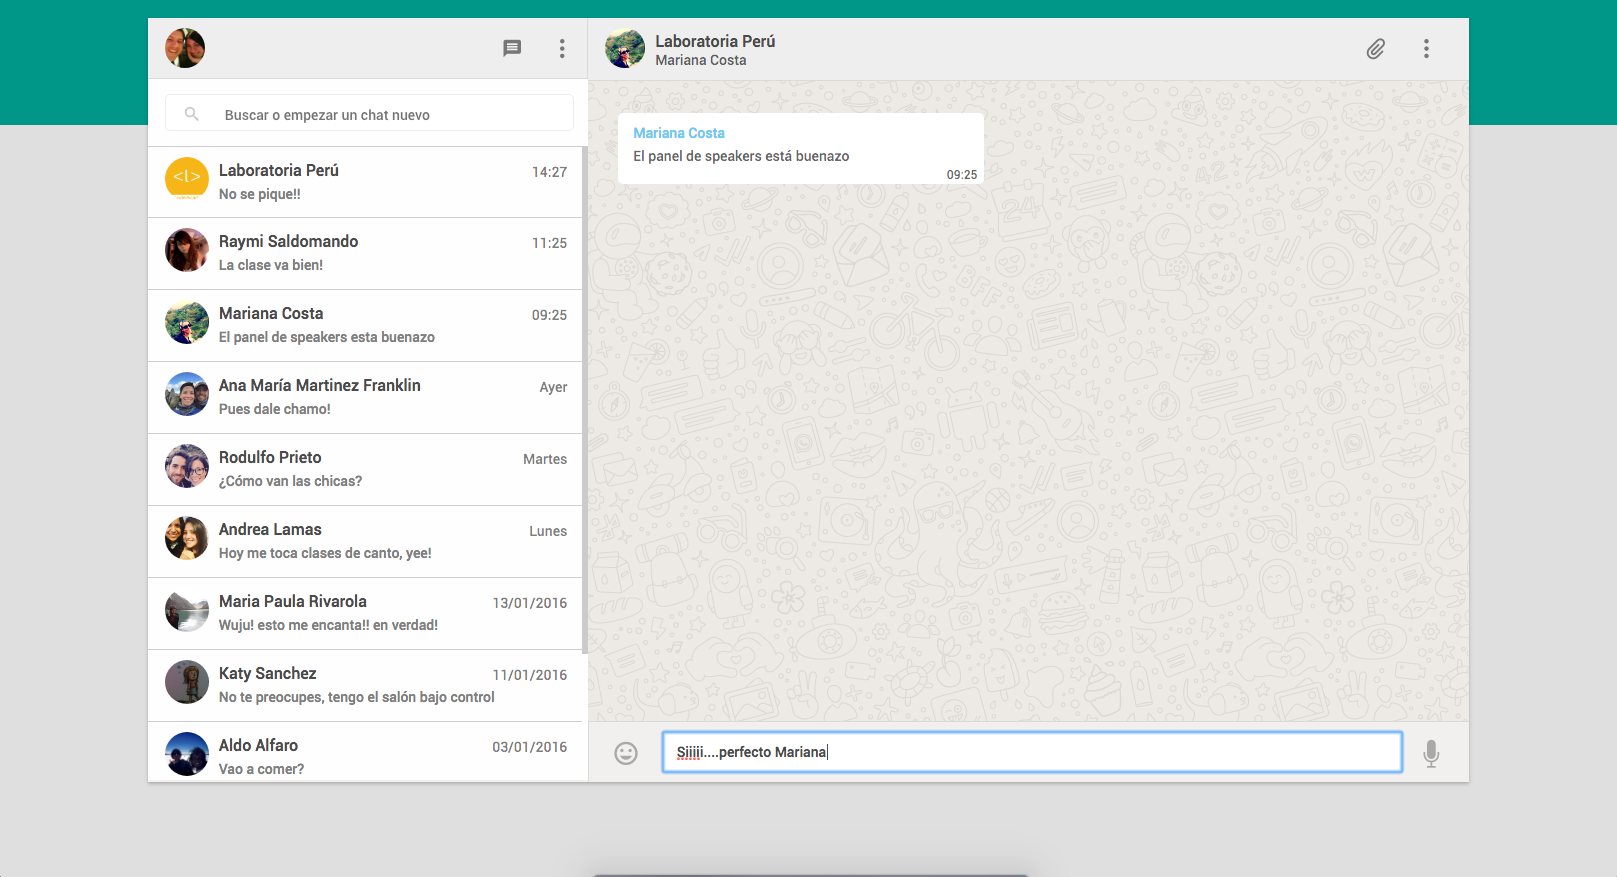 Buscar o empezar un chat nuevo
<l>
Laboratoria Perú 14:27
No se pique!!
Raymi Saldomando 11:25
La clase va bien!
Mariana Costa 09:25
El panel de speakers esta buenazo
Ana María Martinez Franklin Ayer
Pues dale chamo!
Rodulfo Prieto Martes
¿Cómo van las chicas?
Andrea Lamas Lunes
Hoy me toca clases de canto, yee!
Maria Paula Rivarola 13/01/2016
Wuju! esto me encanta!! en verdad!
Katy Sanchez 11/01/2016
No te preocupes, tengo el salón bajo control
Aldo Alfaro 03/01/2016
Vao a comer?
Laboratoria Perú
Mariana Costa
Mariana Costa
El panel de speakers está buenazo
09:25
24
Siiiii....perfecto Mariana